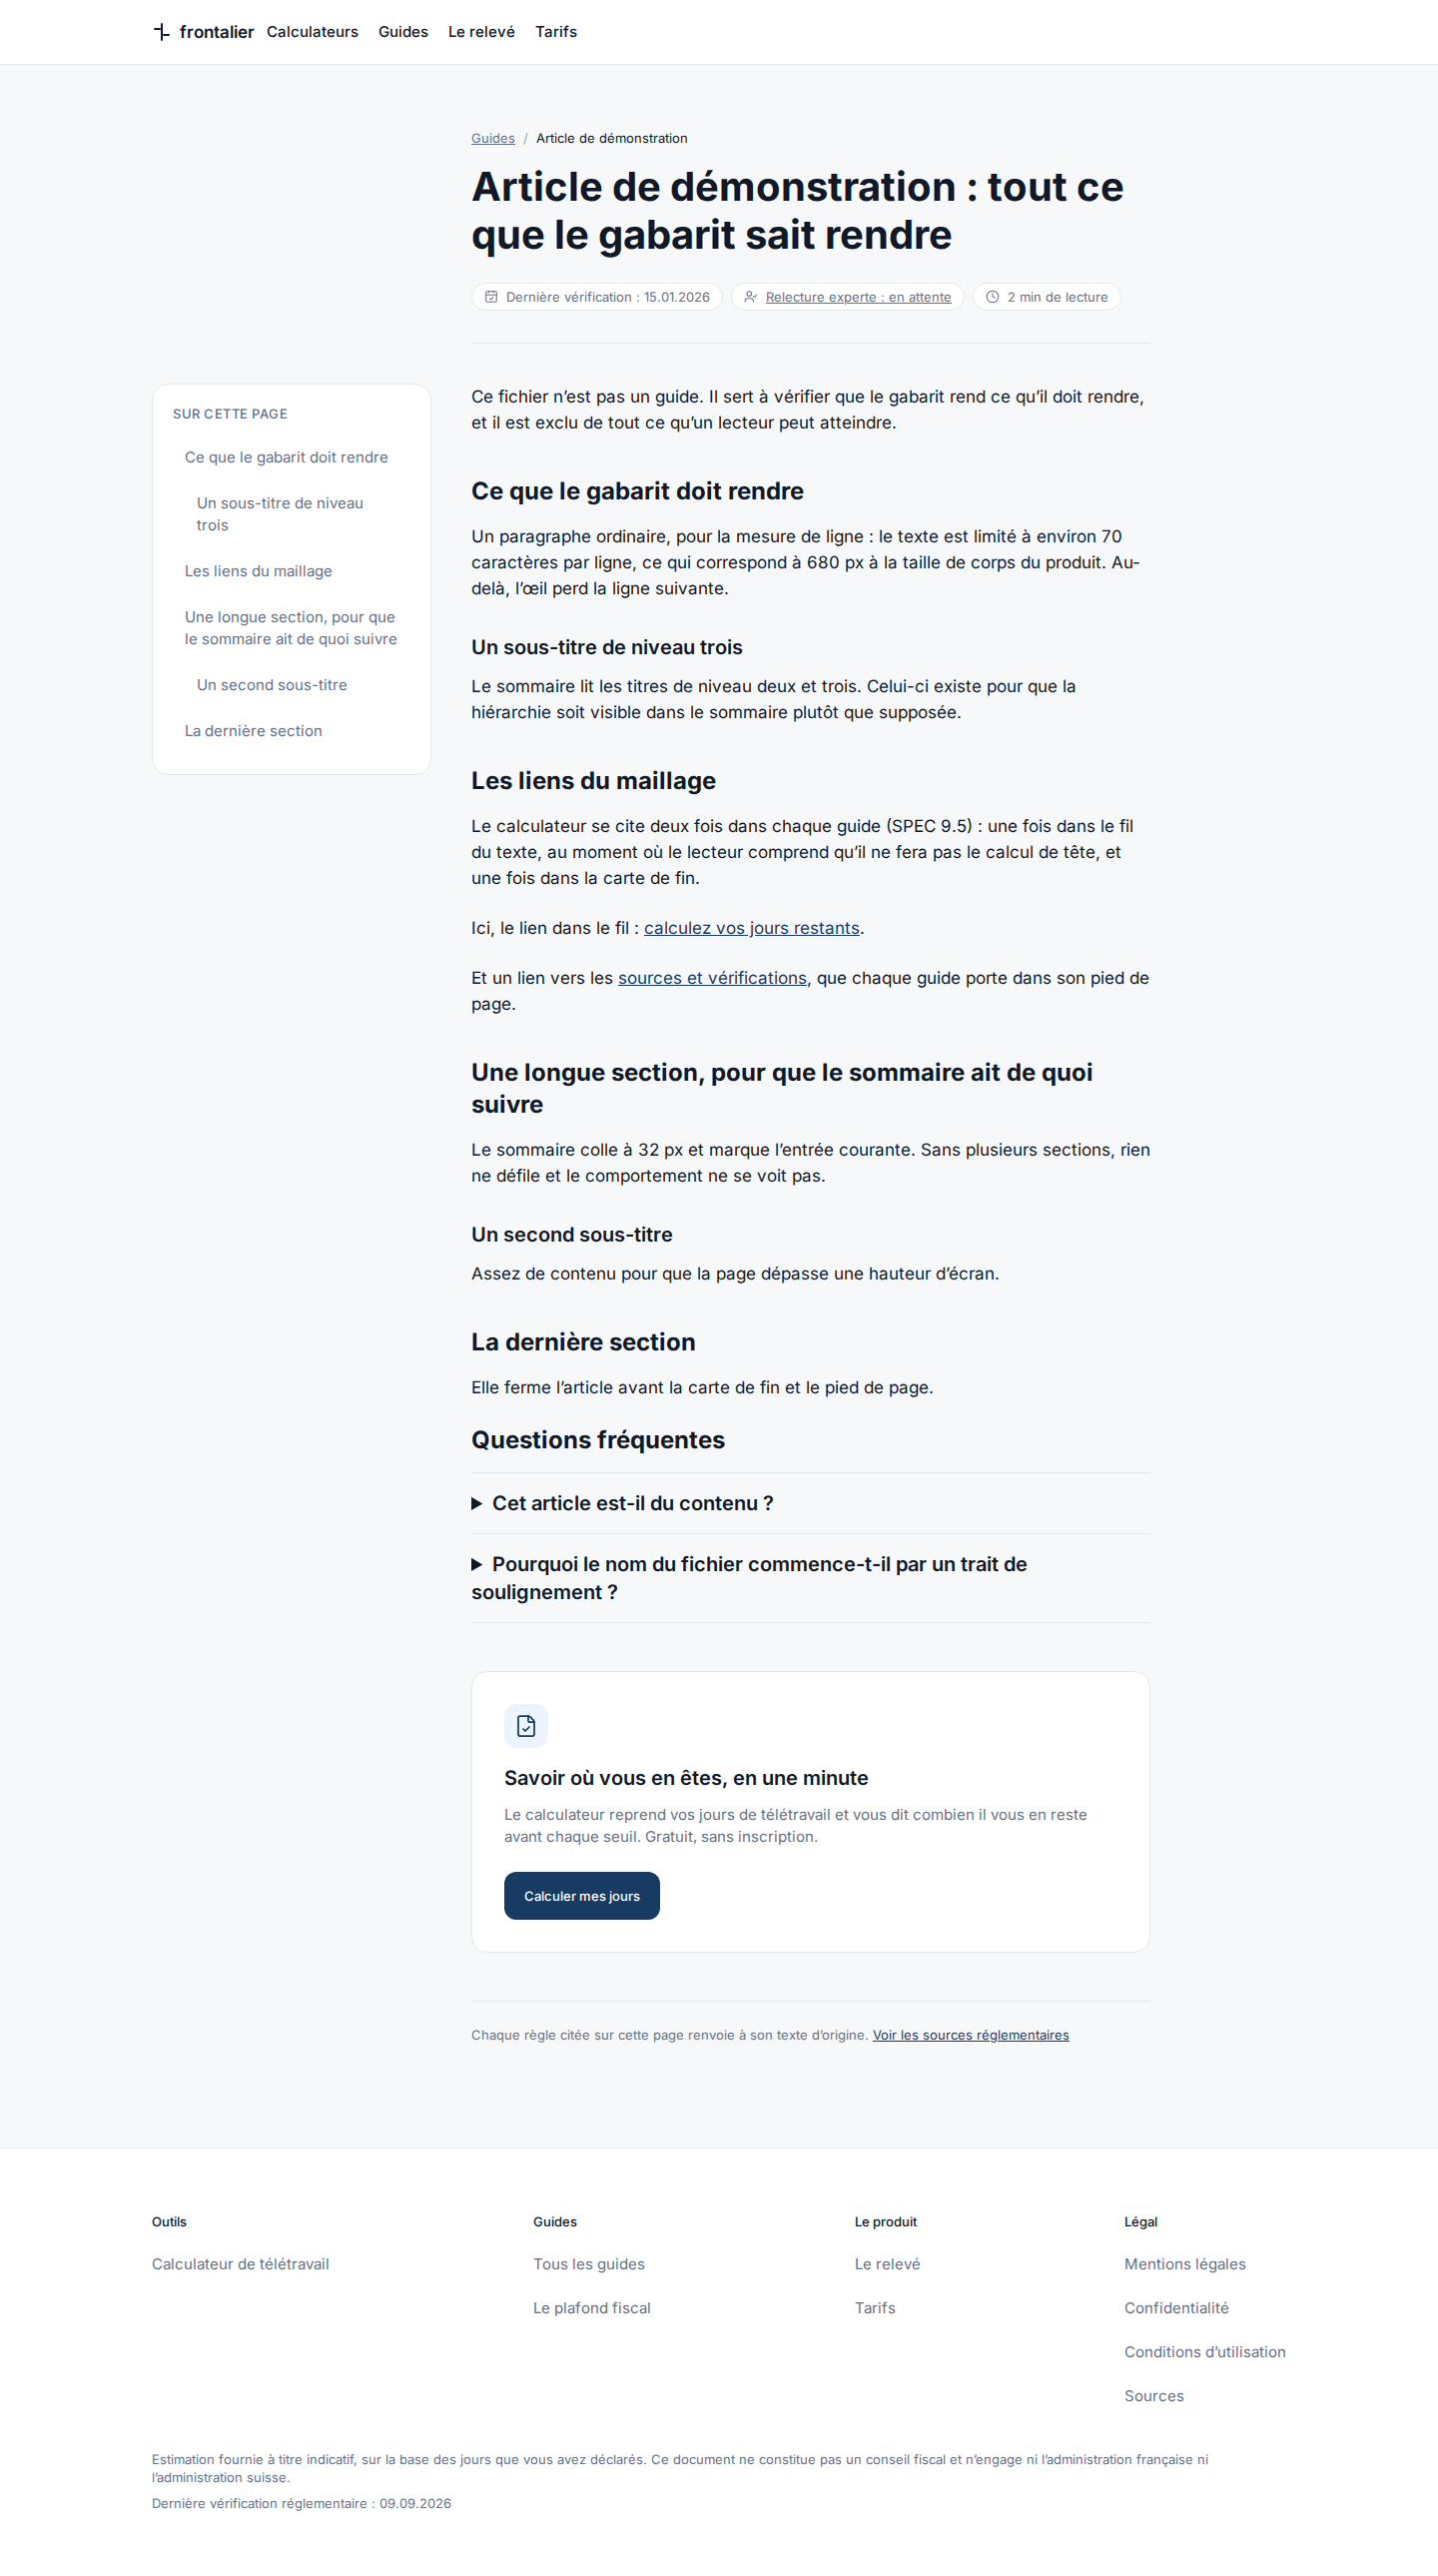 frontalier Calculateurs Guides Le relevé Tarifs
Guides / Article de démonstration
Article de démonstration : tout ce
que le gabarit sait rendre
Dernière vérification : 15.01.2026 Relecture experte : en attente 2 min de lecture
SUR CETTE PAGE
Ce que le gabarit doit rendre
Un sous-titre de niveau
trois
Les liens du maillage
Une longue section, pour que
le sommaire ait de quoi suivre
Un second sous-titre
La dernière section
Ce fichier n’est pas un guide. Il sert à vérifier que le gabarit rend ce qu’il doit rendre,
et il est exclu de tout ce qu’un lecteur peut atteindre.
Ce que le gabarit doit rendre
Un paragraphe ordinaire, pour la mesure de ligne : le texte est limité à environ 70
caractères par ligne, ce qui correspond à 680 px à la taille de corps du produit. Au-
delà, l’œil perd la ligne suivante.
Un sous-titre de niveau trois
Le sommaire lit les titres de niveau deux et trois. Celui-ci existe pour que la
hiérarchie soit visible dans le sommaire plutôt que supposée.
Les liens du maillage
Le calculateur se cite deux fois dans chaque guide (SPEC 9.5) : une fois dans le fil
du texte, au moment où le lecteur comprend qu’il ne fera pas le calcul de tête, et
une fois dans la carte de fin.
Ici, le lien dans le fil : calculez vos jours restants.
Et un lien vers les sources et vérifications, que chaque guide porte dans son pied de
page.
Une longue section, pour que le sommaire ait de quoi
suivre
Le sommaire colle à 32 px et marque l’entrée courante. Sans plusieurs sections, rien
ne défile et le comportement ne se voit pas.
Un second sous-titre
Assez de contenu pour que la page dépasse une hauteur d’écran.
La dernière section
Elle ferme l’article avant la carte de fin et le pied de page.
Questions fréquentes
Cet article est-il du contenu ?
Pourquoi le nom du fichier commence-t-il par un trait de
soulignement ?
Savoir où vous en êtes, en une minute
Le calculateur reprend vos jours de télétravail et vous dit combien il vous en reste
avant chaque seuil. Gratuit, sans inscription.
Calculer mes jours
Chaque règle citée sur cette page renvoie à son texte d’origine. Voir les sources réglementaires
Outils
Calculateur de télétravail
Guides
Tous les guides
Le plafond fiscal
Le produit
Le relevé
Tarifs
Légal
Mentions légales
Confidentialité
Conditions d’utilisation
Sources
Estimation fournie à titre indicatif, sur la base des jours que vous avez déclarés. Ce document ne constitue pas un conseil fiscal et n’engage ni l’administration française ni
l’administration suisse.
Dernière vérification réglementaire : 09.09.2026